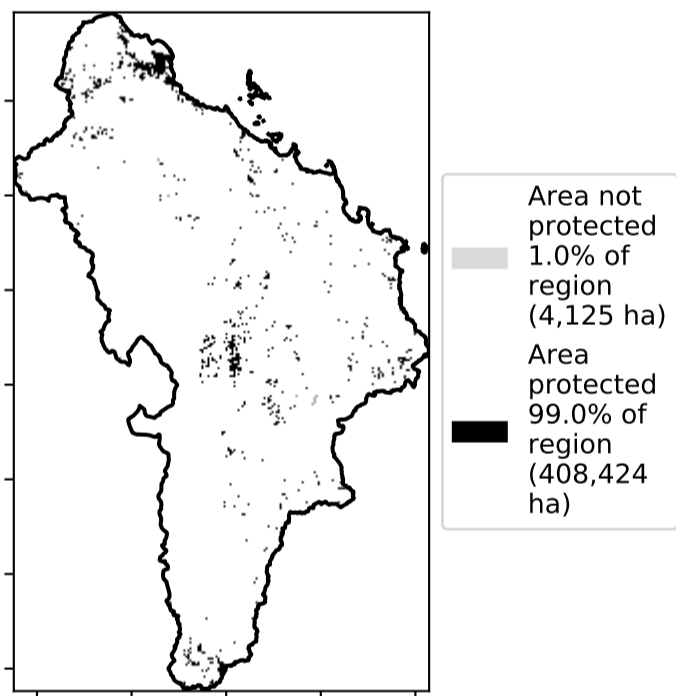 Area not
protected
1.0% of
region
(4,125 ha)
Area
protected
99.0% of
region
(408,424
ha)